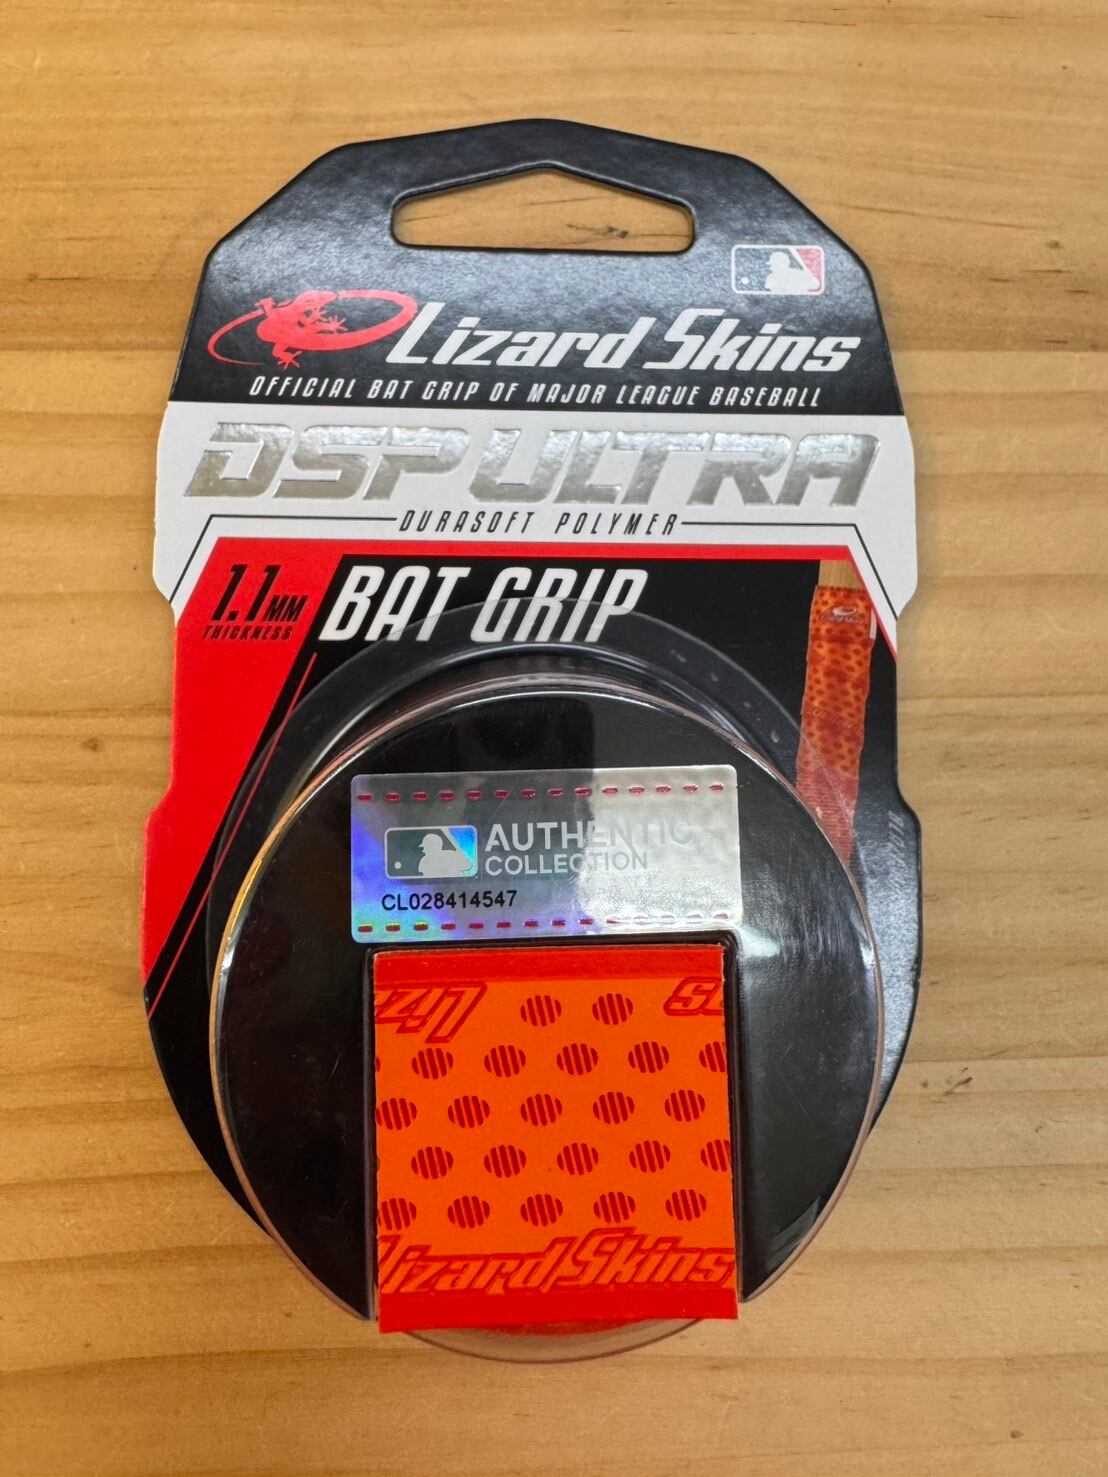 Lizard Skins
OFFICIAL BAT GRIP OF MAJOR LEAGUE BASEBALL
DSP ULTRA
DURASOFT POLYMER
1.1MM
THICKNESS
BAT GRIP
AUTHENTIC
COLLECTION
CL028414547
Lizard Skins